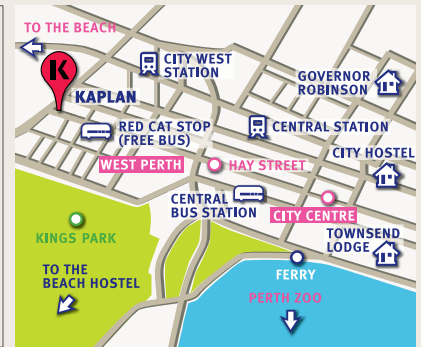 TO THE BEACH
K
KAPLAN
CITY WEST
STATION
GOVERNOR
ROBINSON
RED CAT STOP
(FREE BUS)
CENTRAL STATION
WEST PERTH
HAY STREET
CITY HOSTEL
CENTRAL
BUS STATION
CITY CENTRE
KINGS PARK
TOWNSEND
LODGE
TO THE
BEACH HOSTEL
FERRY
PERTH ZOO